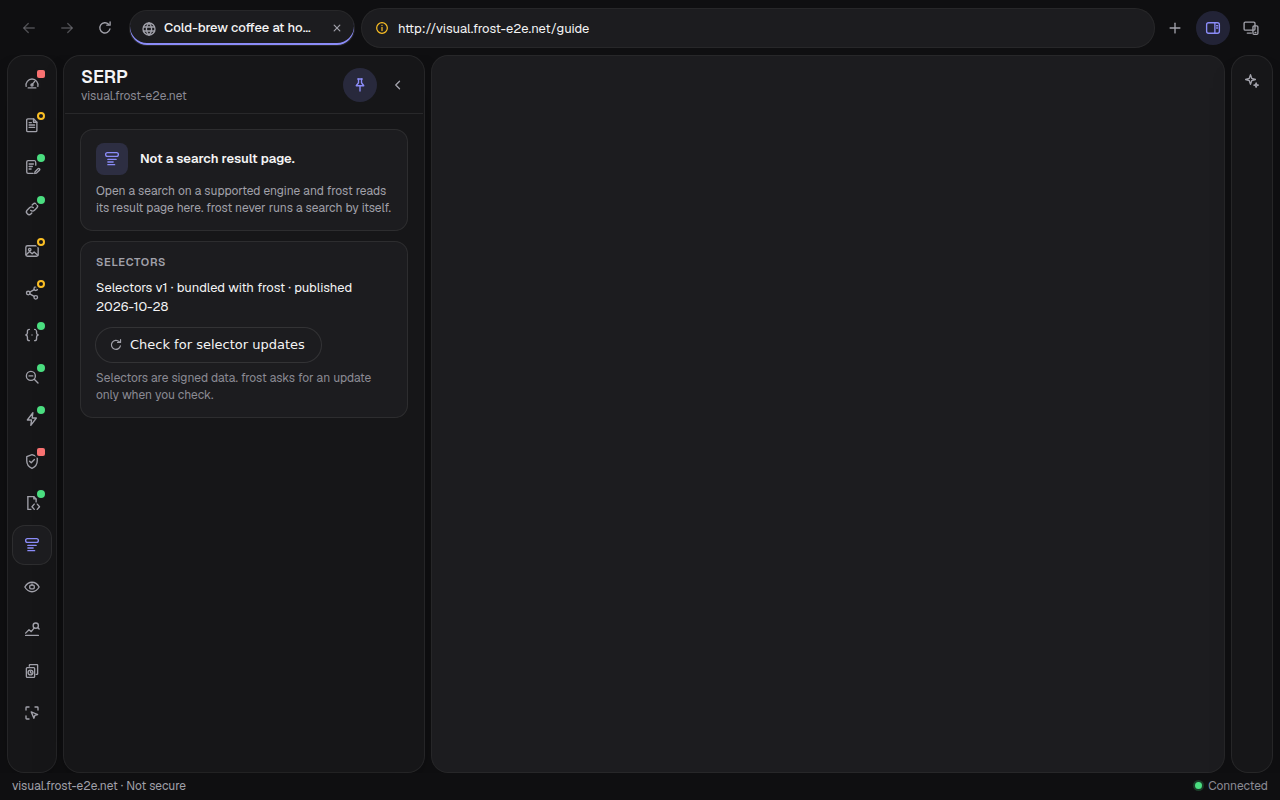 Cold-brew coffee at ho...
http://visual.frost-e2e.net/guide
SERP
visual.frost-e2e.net
Not a search result page.
Open a search on a supported engine and frost reads
its result page here. frost never runs a search by itself.
SELECTORS
Selectors v1 · bundled with frost · published
2026-10-28
Check for selector updates
Selectors are signed data. frost asks for an update
only when you check.
visual.frost-e2e.net · Not secure
Connected